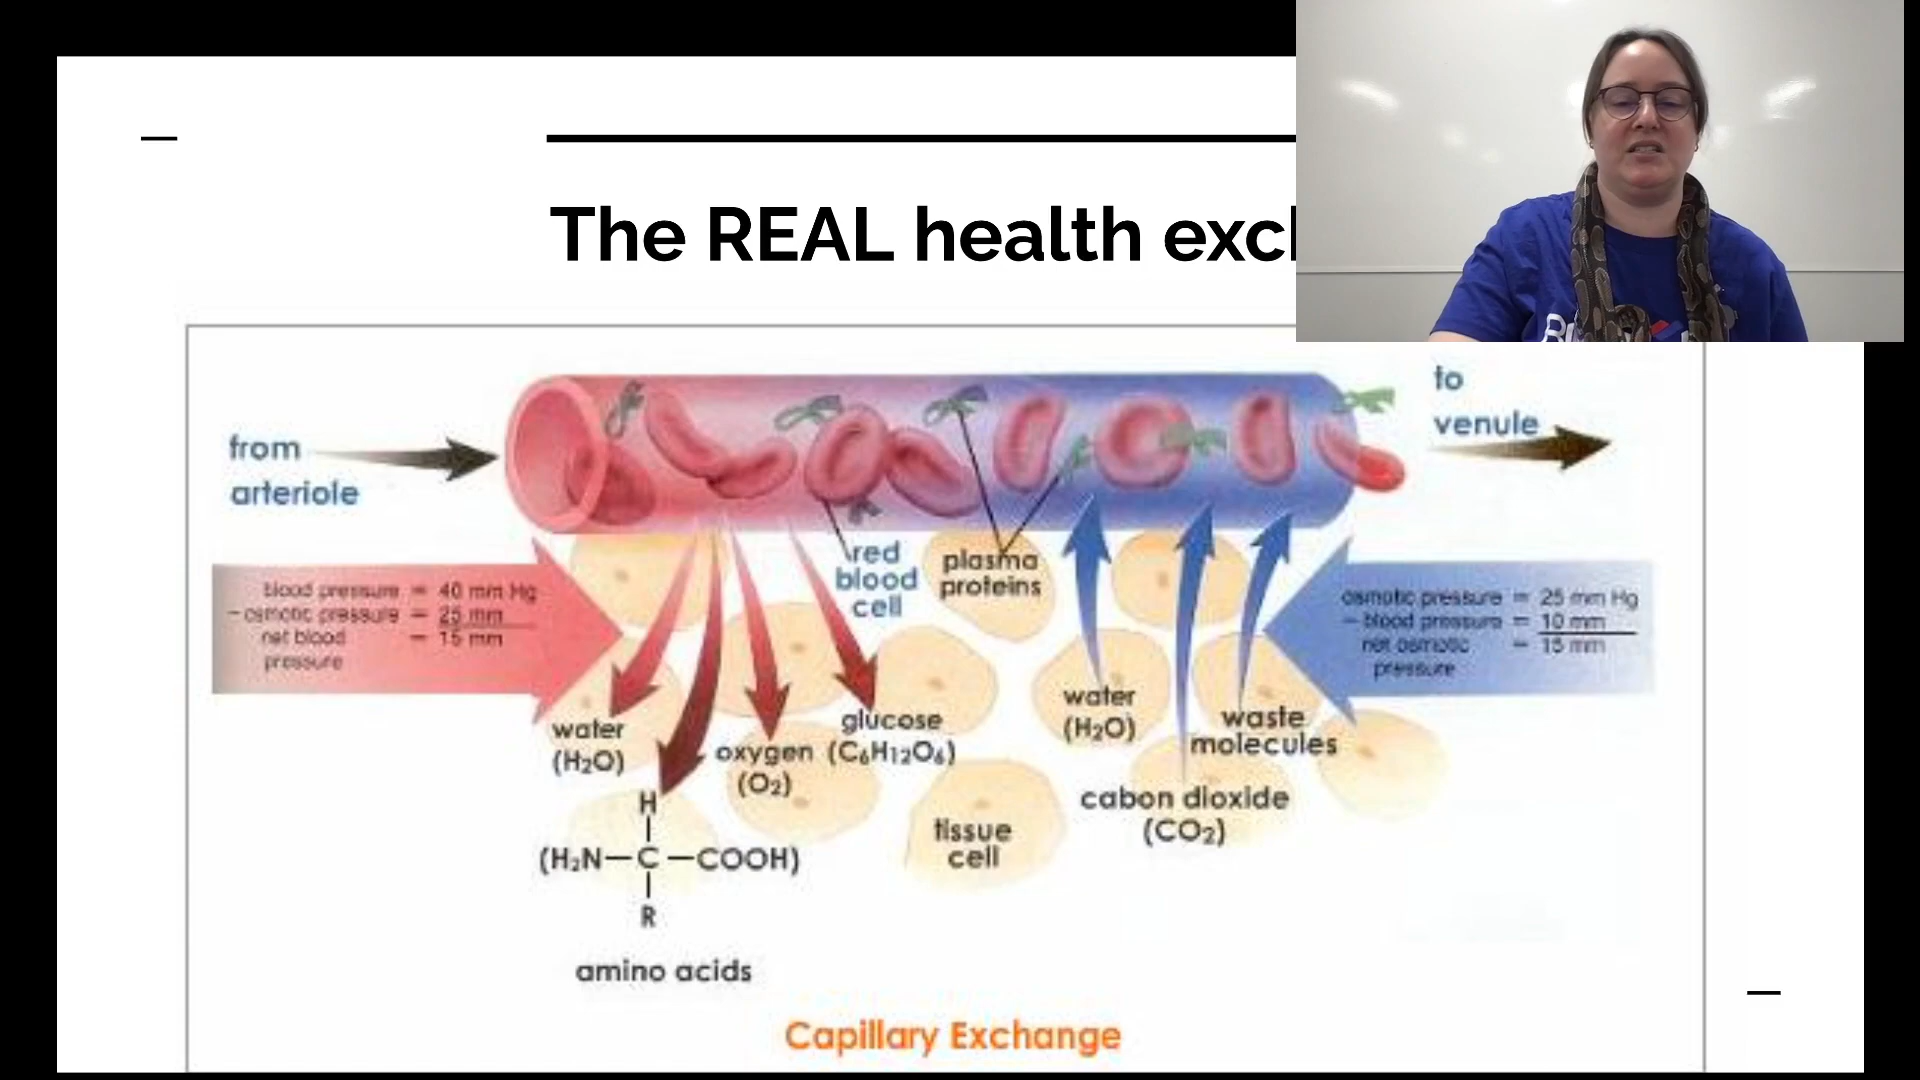 The REAL health
from
arteriole
to
venule
blood pressure = 40 mm Hg
– osmotic pressure = 25 mm
net blood = 15 mm
pressure
red
blood
cell
plasma
proteins
osmotic pressure = 25 mm Hg
– blood pressure = 10 mm
net osmotic = 15 mm
pressure
water
(H₂O)
oxygen
(O₂)
glucose
(C₆H₁₂O₆)
water
(H₂O)
waste
molecules
cabon dioxide
(CO₂)
tissue
cell
H
(H₂N—C—COOH)
R
amino acids
Capillary Exchange